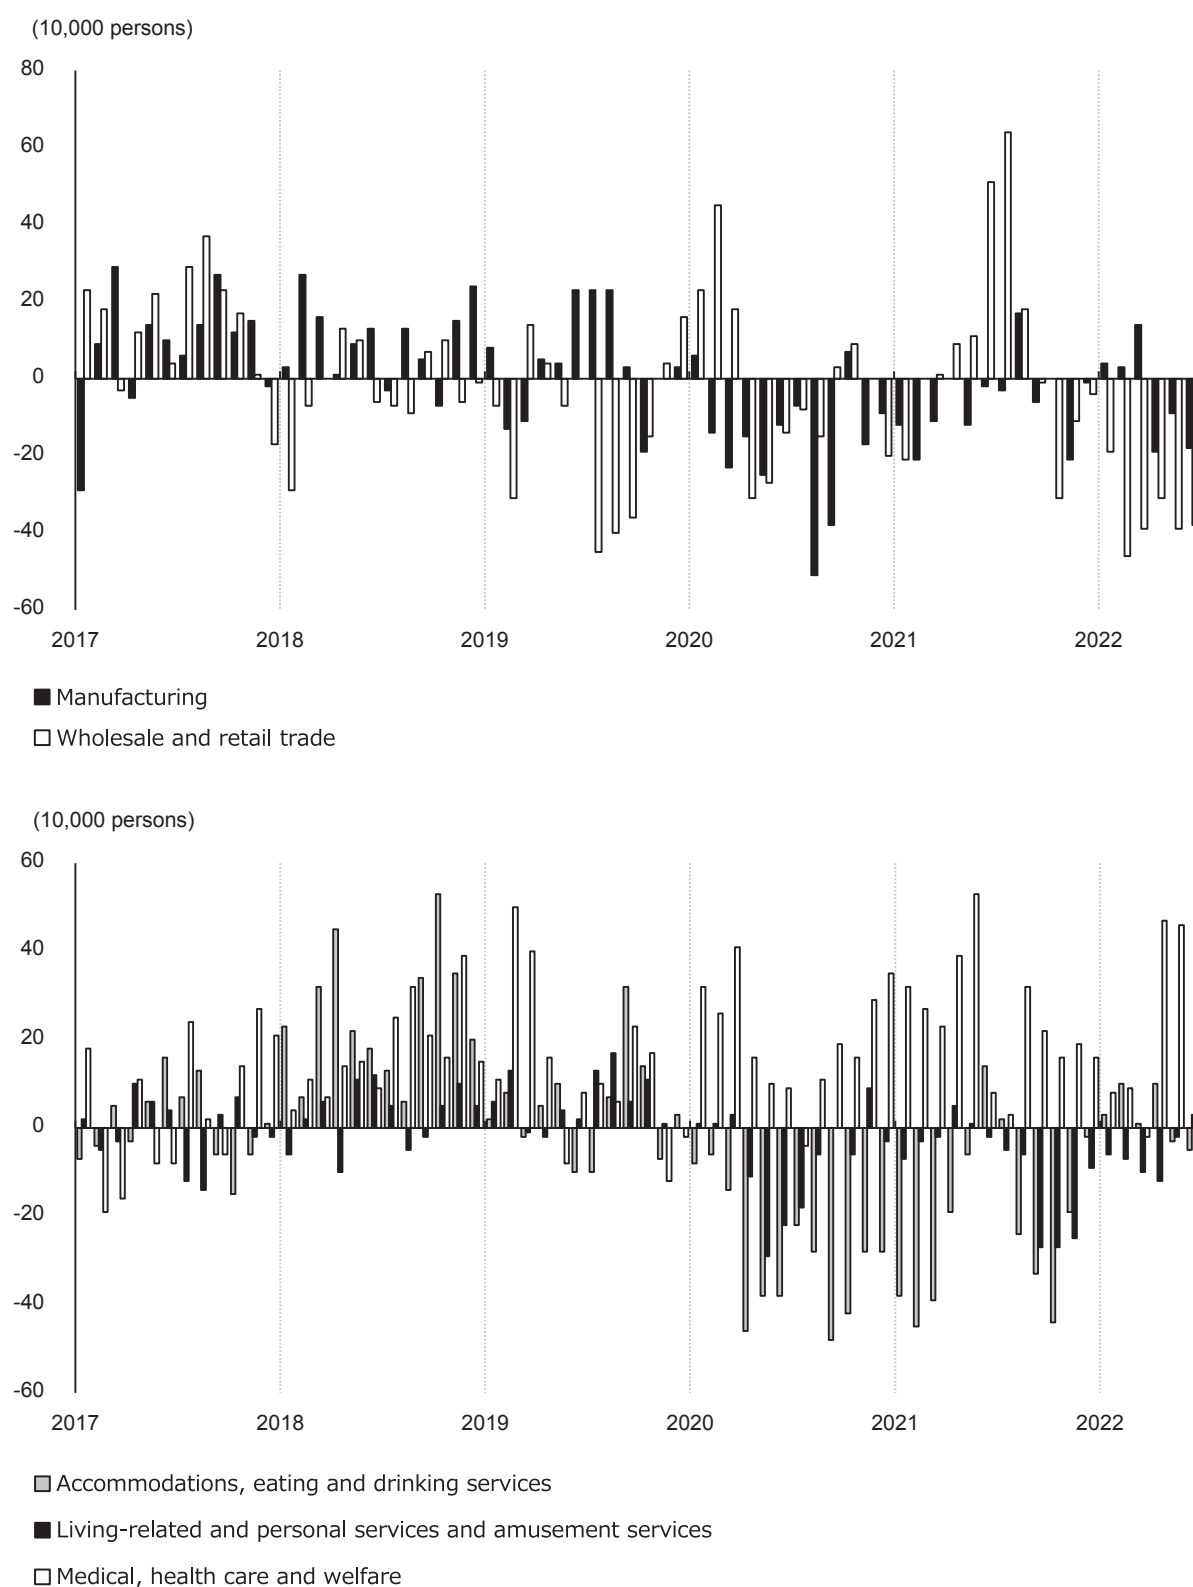 (10,000 persons)
80
60
40
20
0
-20
-40
-60
2017 2018 2019 2020 2021 2022
Manufacturing
Wholesale and retail trade
(10,000 persons)
60
40
20
0
-20
-40
-60
2017 2018 2019 2020 2021 2022
Accommodations, eating and drinking services
Living-related and personal services and amusement services
Medical, health care and welfare